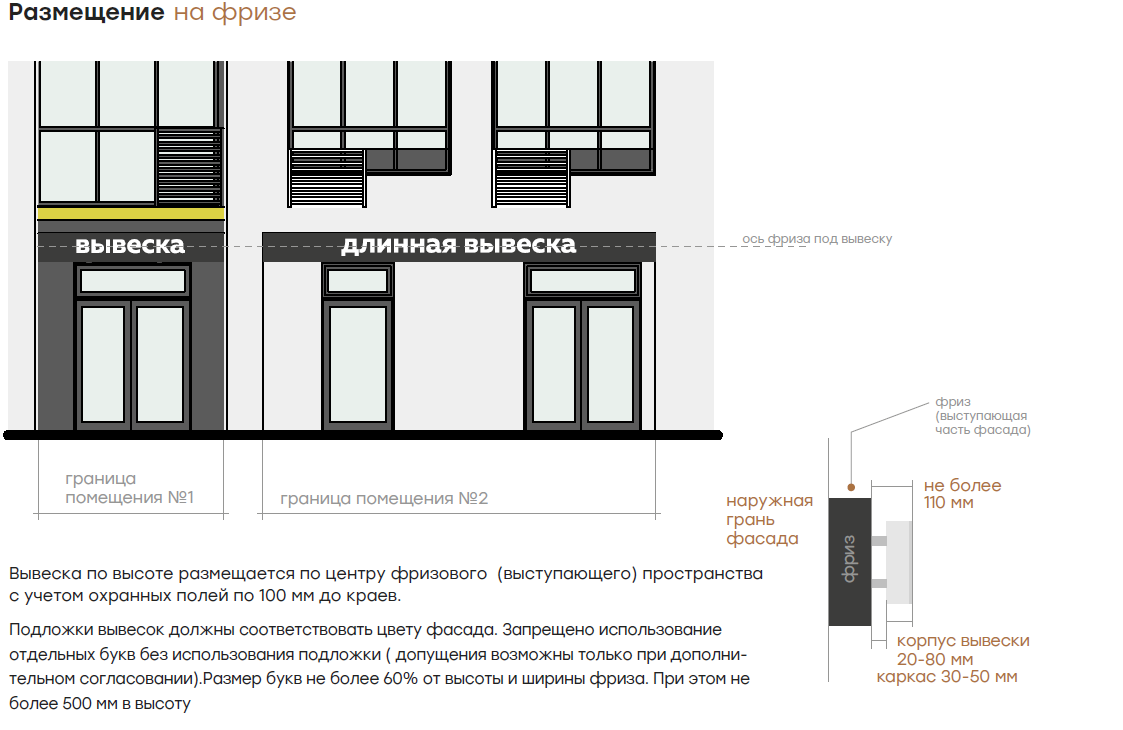 Размещение на фризе
вывеска
длинная вывеска
ось фриза под вывеску
фриз
(выступающая
часть фасада)
граница
помещения №1
граница помещения №2
не более
110 мм
наружная
грань
фасада
фриз
корпус вывески
20-80 мм
каркас 30-50 мм
Вывеска по высоте размещается по центру фризового (выступающего) пространства
с учетом охранных полей по 100 мм до краев.
Подложки вывесок должны соответствовать цвету фасада. Запрещено использование
отдельных букв без использования подложки ( допущения возможны только при дополни-
тельном согласовании).Размер букв не более 60% от высоты и ширины фриза. При этом не
более 500 мм в высоту